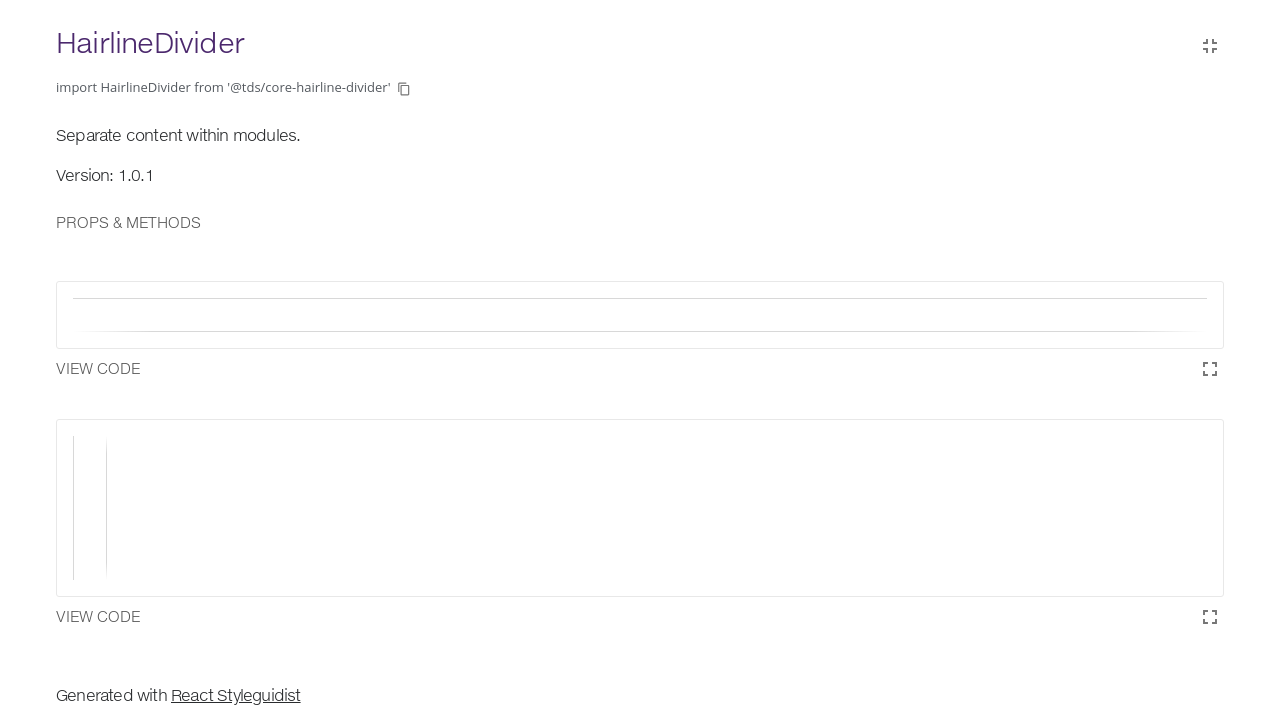 HairlineDivider
import HairlineDivider from '@tds/core-hairline-divider'
Separate content within modules.
Version: 1.0.1
PROPS & METHODS
VIEW CODE
VIEW CODE
Generated with React Styleguidist